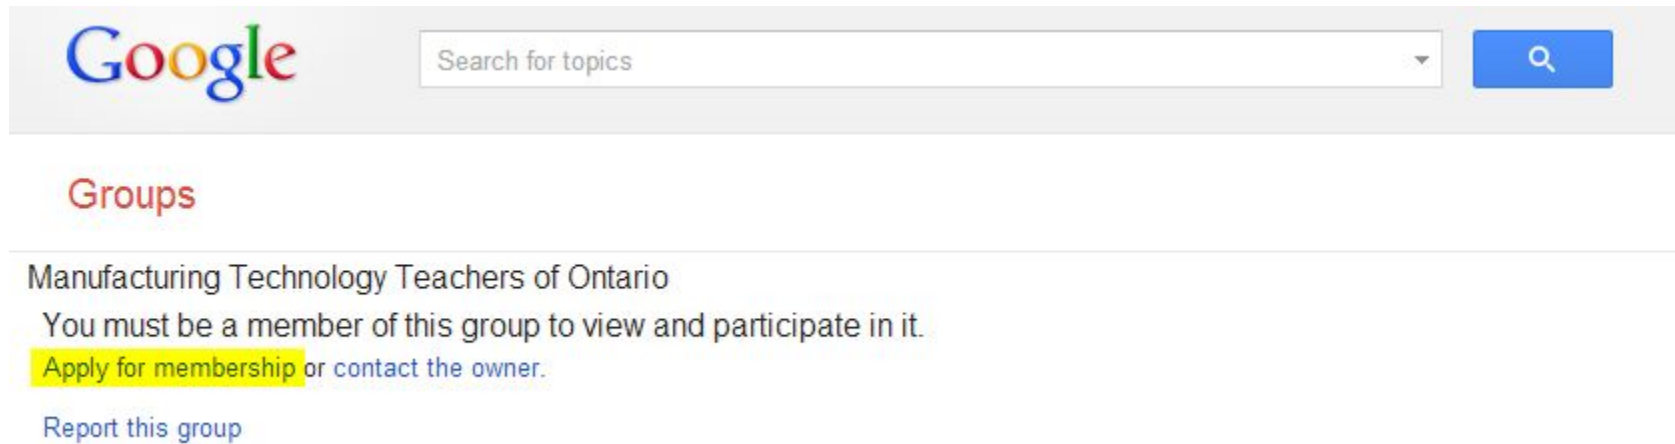 Google
Search for topics
Groups
Manufacturing Technology Teachers of Ontario
You must be a member of this group to view and participate in it.
Apply for membership or contact the owner.
Report this group